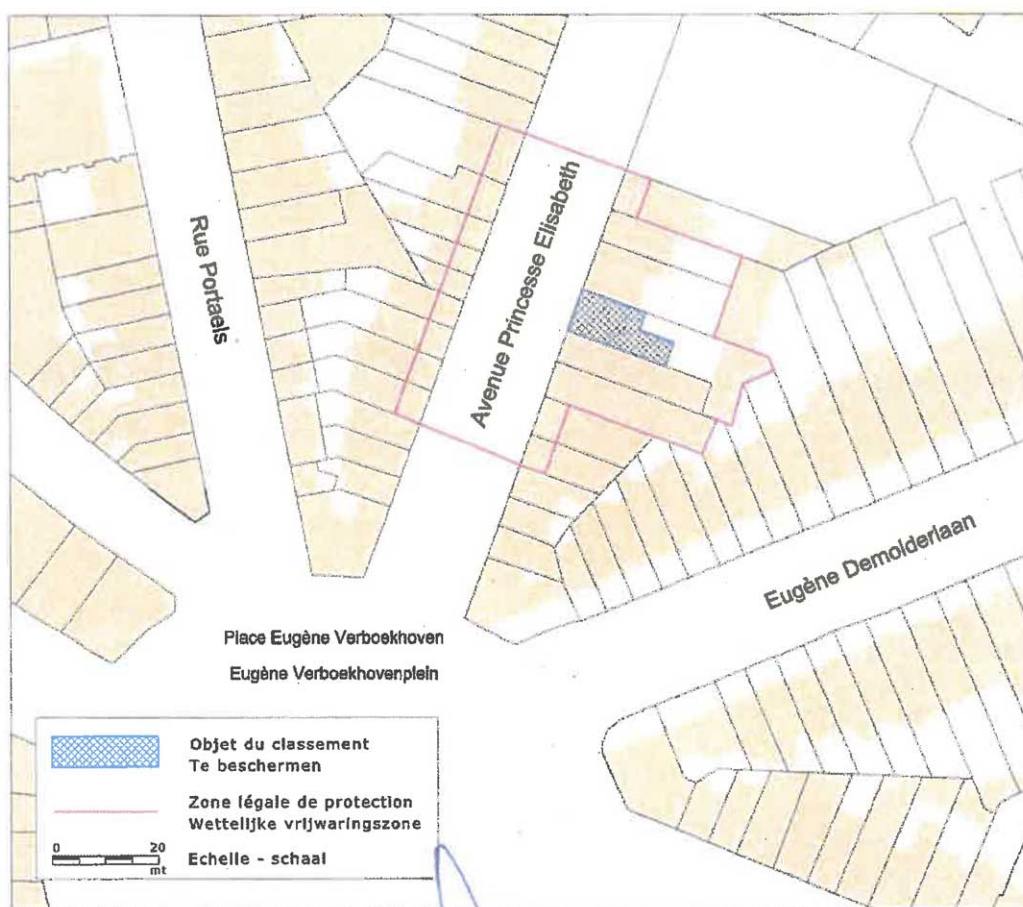 Rue Portaels
Avenue Princesse Elisabeth
Eugène Demolderlaan
Place Eugène Verboekhoven
Eugène Verboekhovenplein
Objet du classement
Te beschermen
Zone légale de protection
Wettelijke vrijwaringszone
0 20
mt
Echelle - schaal